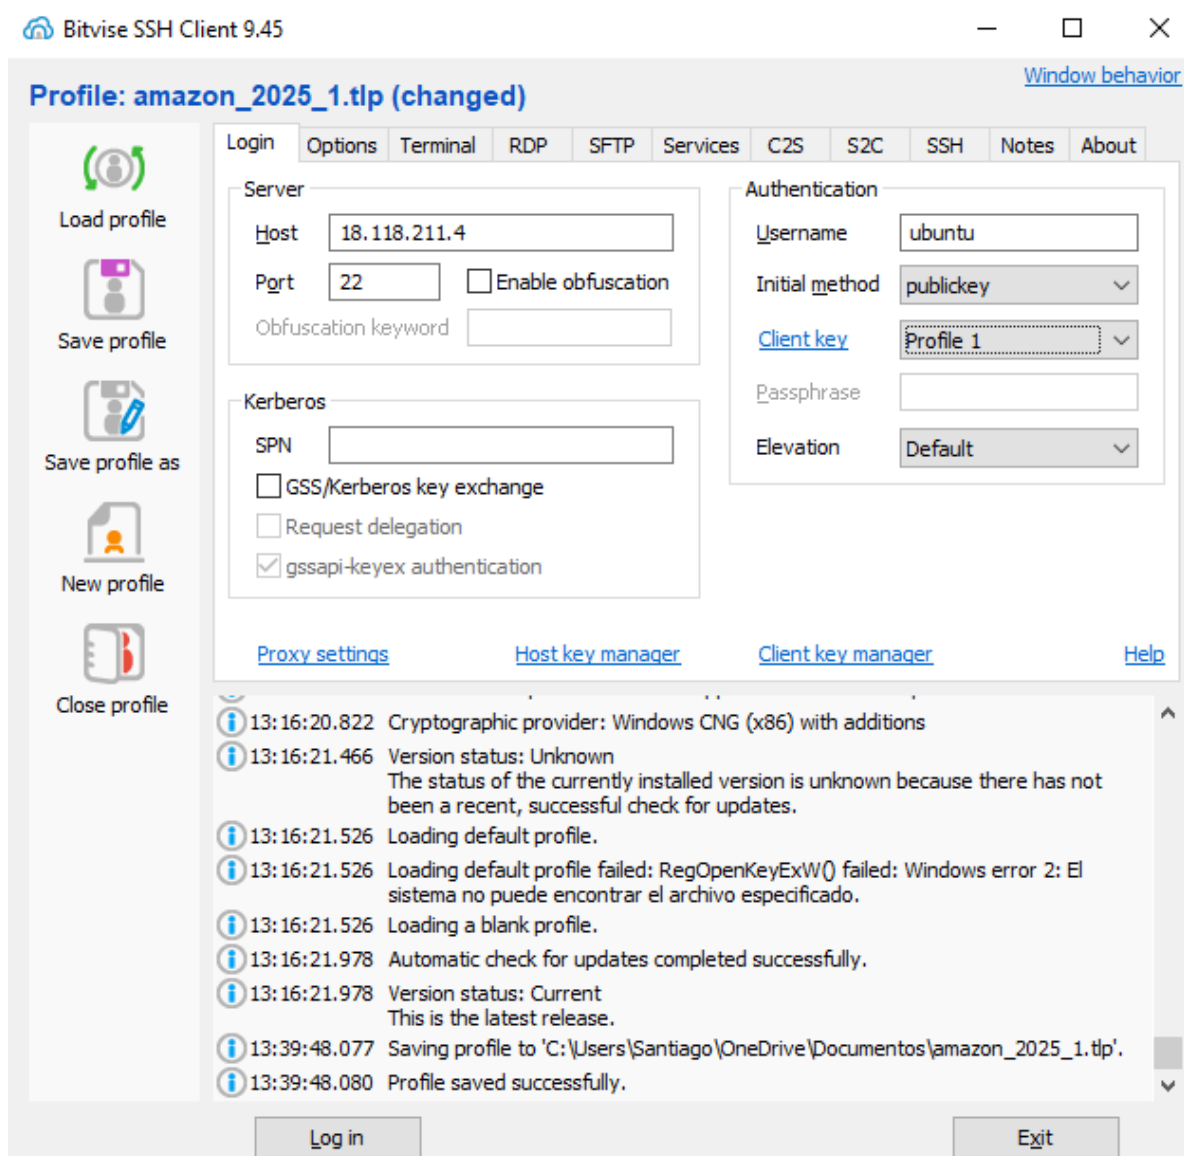 Bitvise SSH Client 9.45
Window behavior
Profile: amazon_2025_1.tlp (changed)
Load profile
Save profile
Save profile as
New profile
Close profile
Login Options Terminal RDP SFTP Services C2S S2C SSH Notes About
Server
Host 18.118.211.4
Port 22 Enable obfuscation
Obfuscation keyword
Kerberos
SPN
GSS/Kerberos key exchange
Request delegation
gssapi-keyex authentication
Authentication
Username ubuntu
Initial method publickey
Client key Profile 1
Passphrase
Elevation Default
Proxy settings Host key manager Client key manager Help
13:16:20.822 Cryptographic provider: Windows CNG (x86) with additions
13:16:21.466 Version status: Unknown
The status of the currently installed version is unknown because there has not
been a recent, successful check for updates.
13:16:21.526 Loading default profile.
13:16:21.526 Loading default profile failed: RegOpenKeyExW() failed: Windows error 2: El
sistema no puede encontrar el archivo especificado.
13:16:21.526 Loading a blank profile.
13:16:21.978 Automatic check for updates completed successfully.
13:16:21.978 Version status: Current
This is the latest release.
13:39:48.077 Saving profile to 'C:\Users\Santiago\OneDrive\Documentos\amazon_2025_1.tlp'.
13:39:48.080 Profile saved successfully.
Log in Exit